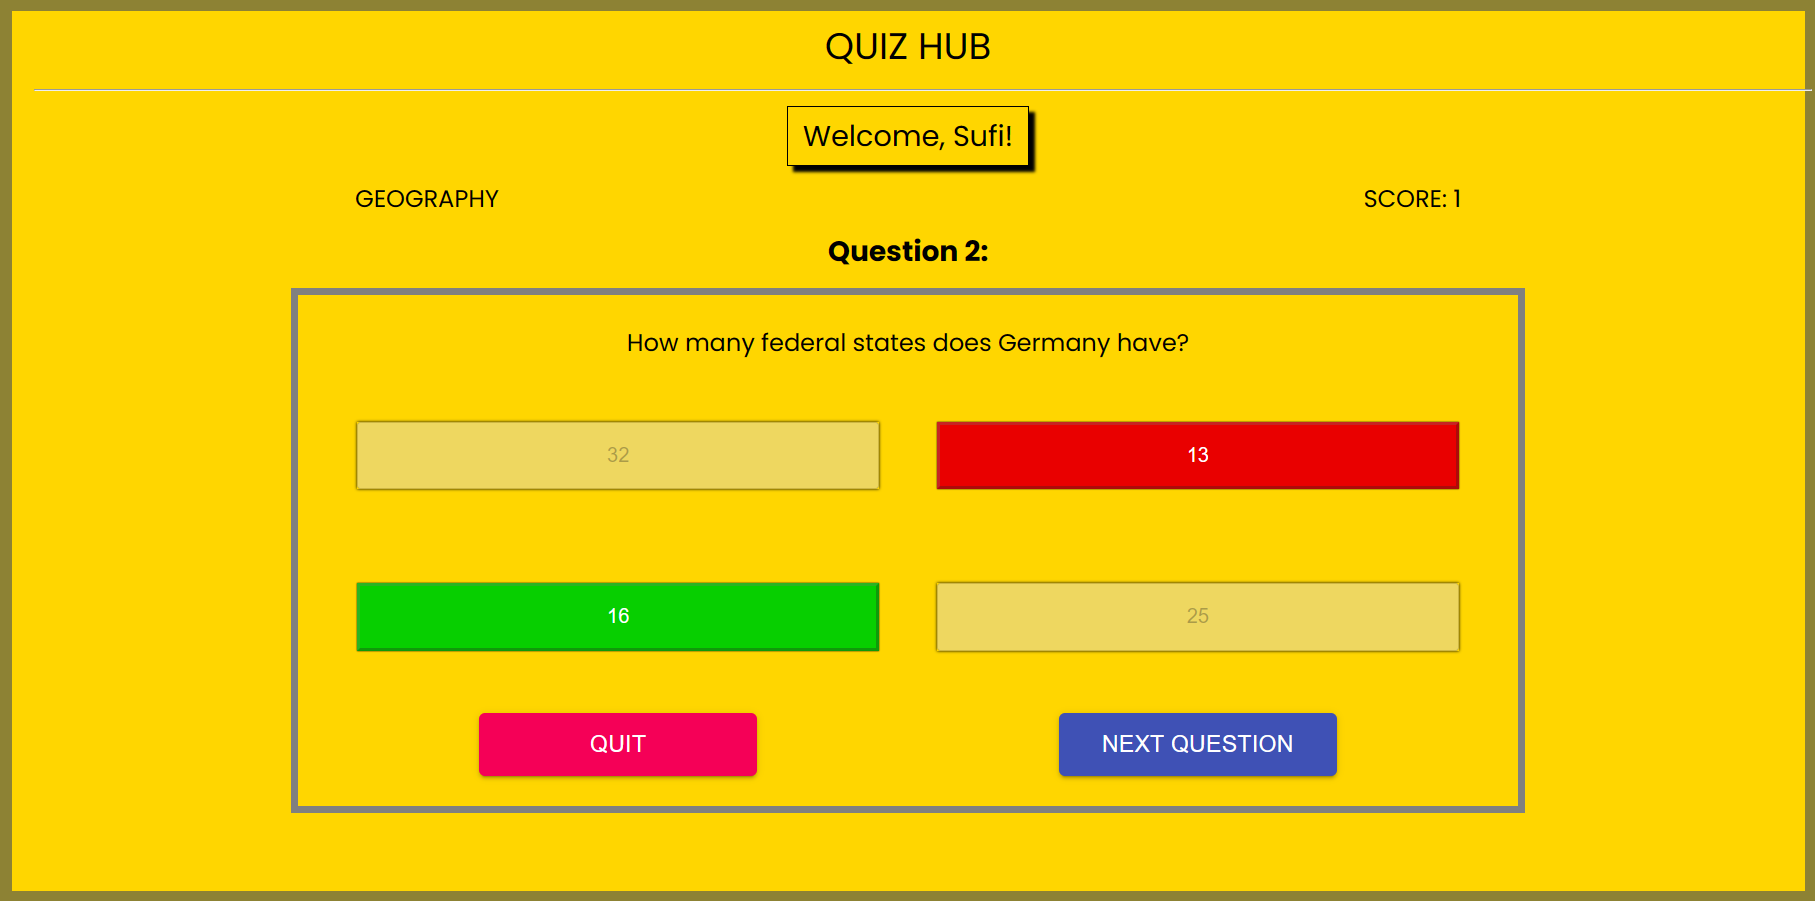 QUIZ HUB
Welcome, Sufi!
GEOGRAPHY
SCORE: 1
Question 2:
How many federal states does Germany have?
32
13
16
25
QUIT
NEXT QUESTION